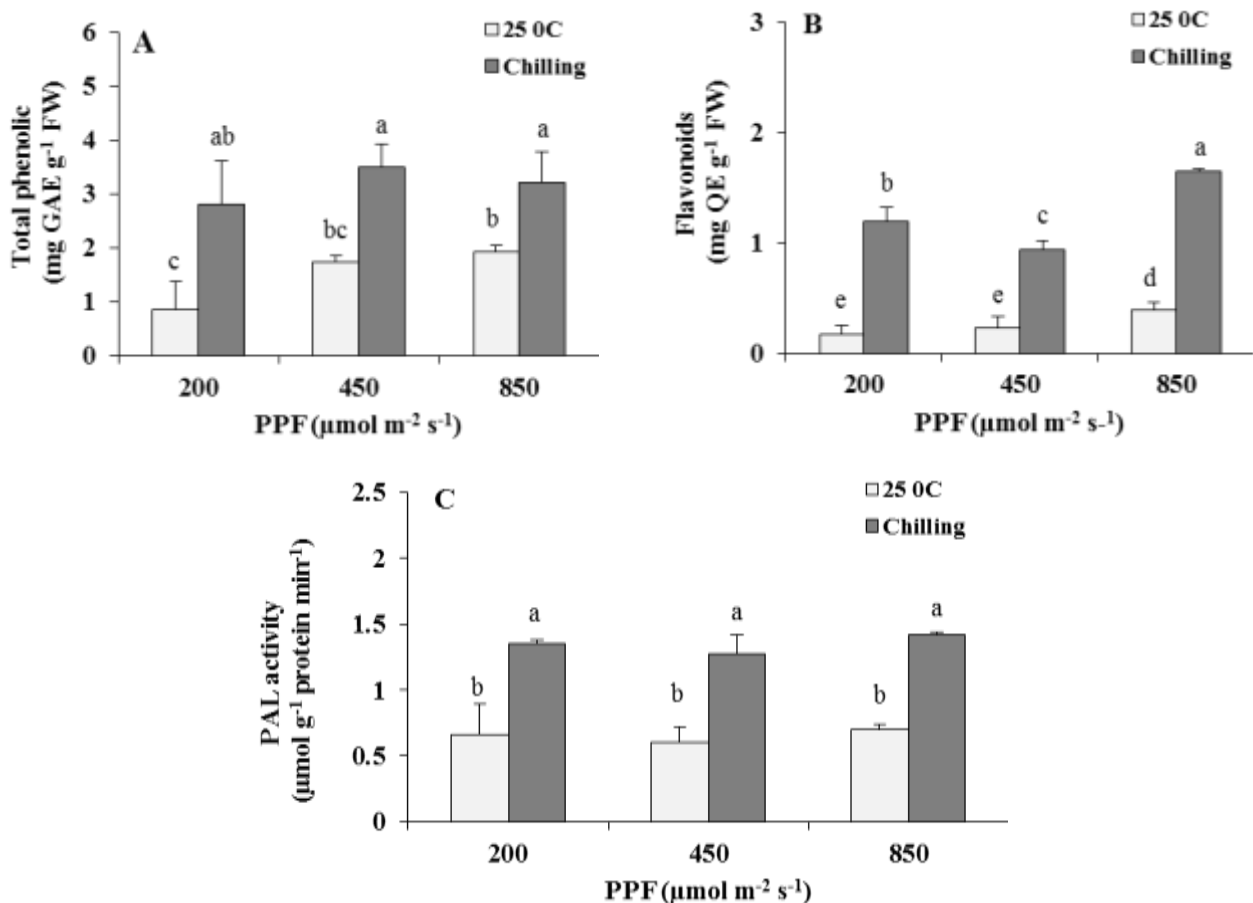 A
25 0C
Chilling
6
5
4
3
2
1
0
Total phenolic
(mg GAE g-1 FW)
c
ab
bc
a
b
a
200 450 850
PPF (µmol m-2 s-1)
B
25 0C
Chilling
3
2
1
0
Flavonoids
(mg QE g-1 FW)
e
b
e
c
d
a
200 450 850
PPF (µmol m-2 s-1)
C
25 0C
Chilling
2.5
2
1.5
1
0.5
0
PAL activity
(µmol g-1 protein min-1)
b
a
b
a
b
a
200 450 850
PPF (µmol m-2 s-1)